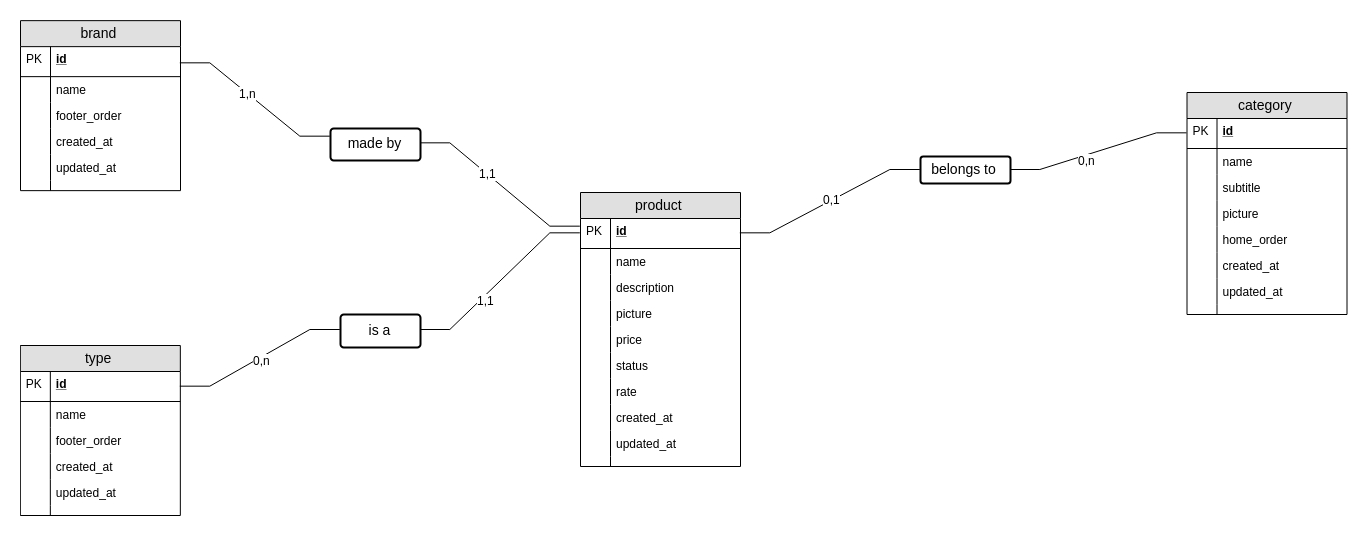 brand
PK id
name
footer_order
created_at
updated_at
1,n
made by
1,1
type
PK id
name
footer_order
created_at
updated_at
0,n
is a
1,1
product
PK id
name
description
picture
price
status
rate
created_at
updated_at
0,1
belongs to
0,n
category
PK id
name
subtitle
picture
home_order
created_at
updated_at